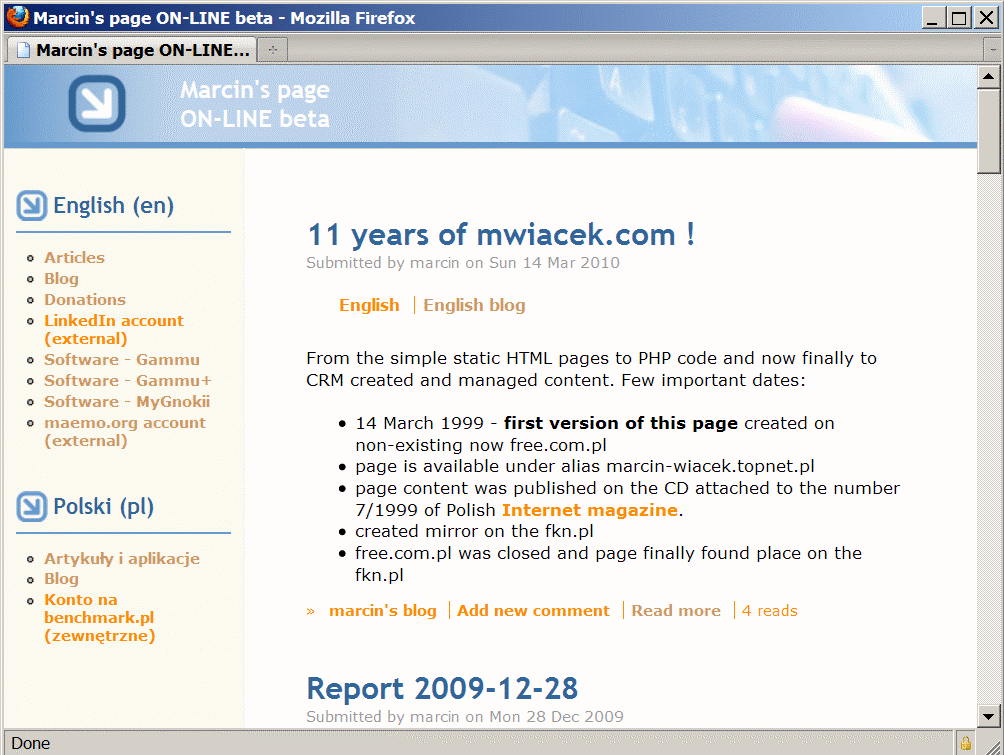 Marcin's page ON-LINE beta - Mozilla Firefox
Marcin's page ON-LINE...
Marcin's page
ON-LINE beta
English (en)
Articles
Blog
Donations
LinkedIn account
(external)
Software - Gammu
Software - Gammu+
Software - MyGnokii
maemo.org account
(external)
Polski (pl)
Artykuły i aplikacje
Blog
Konto na
benchmark.pl
(zewnętrzne)
11 years of mwiacek.com !
Submitted by marcin on Sun 14 Mar 2010
English | English blog
From the simple static HTML pages to PHP code and now finally to
CRM created and managed content. Few important dates:
• 14 March 1999 - first version of this page created on
non-existing now free.com.pl
• page is available under alias marcin-wiacek.topnet.pl
• page content was published on the CD attached to the number
7/1999 of Polish Internet magazine.
• created mirror on the fkn.pl
• free.com.pl was closed and page finally found place on the
fkn.pl
» marcin's blog | Add new comment | Read more | 4 reads
Report 2009-12-28
Submitted by marcin on Mon 28 Dec 2009
Done